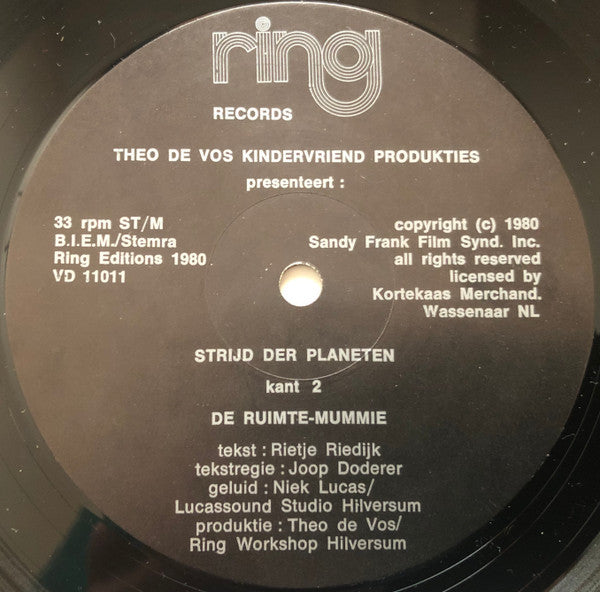 ring
RECORDS
THEO DE VOS KINDERVRIEND PRODUKTIES
presenteert :
33 rpm ST/M
B.I.E.M./Stemra
Ring Editions 1980
VD 11011
copyright (c) 1980
Sandy Frank Film Synd. Inc.
all rights reserved
licensed by
Kortekaas Merchand.
Wassenaar NL
STRIJD DER PLANETEN
kant 2
DE RUIMTE-MUMMIE
tekst : Rietje Riedijk
tekstregie : Joop Doderer
geluid : Niek Lucas/
Lucassound Studio Hilversum
produktie : Theo de Vos/
Ring Workshop Hilversum